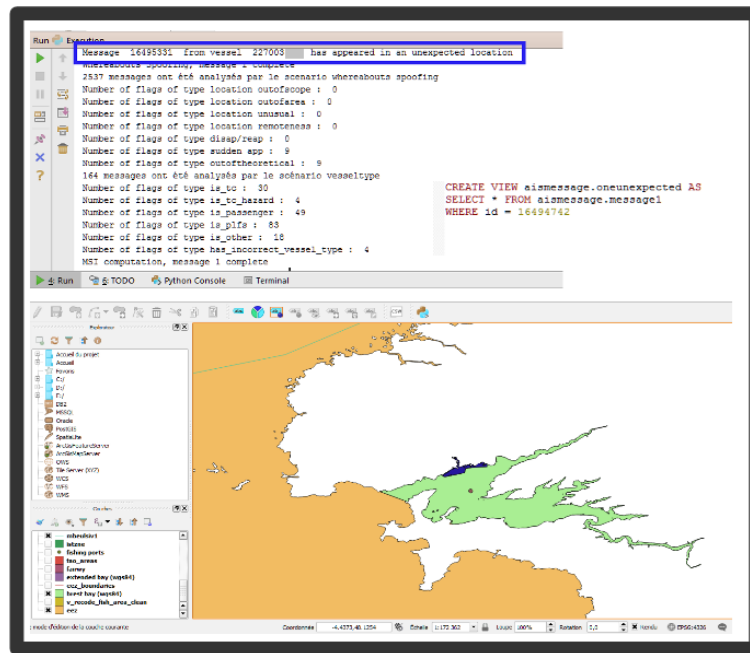 Run Execution
Message 16495331 from vessel 227003 has appeared in an unexpected location
whereabouts spoofing, message 1 complete
2537 messages ont été analysés par le scenario whereabouts spoofing
Number of flags of type location outofscope : 0
Number of flags of type location outofarea : 0
Number of flags of type location unusual : 0
Number of flags of type location remoteness : 0
Number of flags of type disap/reap : 0
Number of flags of type sudden app : 9
Number of flags of type outoftheoretical : 9
164 messages ont été analysés par le scénario vesseltype
Number of flags of type is_tc : 30
Number of flags of type is_tc_hazard : 4
Number of flags of type is_passenger : 49
Number of flags of type is_plfs : 83
Number of flags of type is_other : 18
Number of flags of type has_incorrect_vessel_type : 4
MSI computation, message 1 complete
CREATE VIEW aismessage.oneunexpected AS
SELECT * FROM aismessage.message1
WHERE id = 16494742
4: Run 6: TODO Python Console Terminal
Explorateur
Accueil du projet
Accueil
Favoris
C:/
D:/
F:/
DB2
MSSQL
Oracle
PostGIS
SpatiaLite
ArcGisFeatureServer
ArcGisMapServer
OWS
Tile Server (XYZ)
WCS
WFS
WMS
Couches
fishing ports
tso_areas
extended bay (wgs84)
eez_boundaries
brest bay (wgs84)
v_recode_fish_area_clean
eez
mode d'édition de la couche courante
Coordonnée -4.4373,48.1254 Échelle 1:172 363 Loupe 100% Rotation 0,0 Rendu EPSG:4326